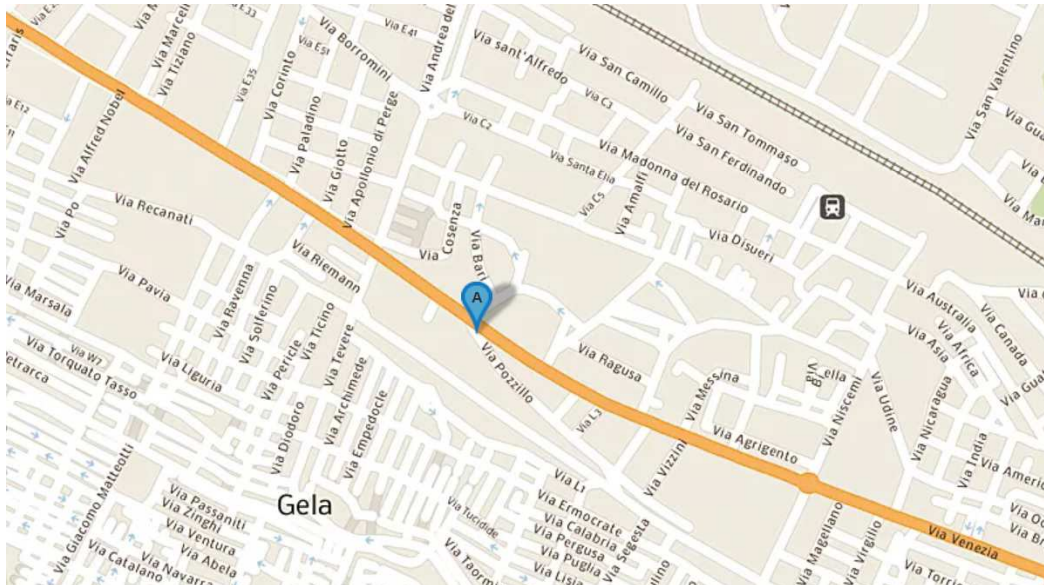 Via E41
Via E33
Via E51
Via Borromini
Via Andrea del
Via sant'Alfredo
Via San Camillo
Via San Valentino
Via Tiziano
Via E35
Via Corinto
Via C3
Via San Tommaso
Via E12
Via Alfred Nobel
Via Paladino
Via Apollonio di Perge
Via C2
Via San Ferdinando
Via Madonna del Rosario
Via Giotto
Via Santa Elia
Via Po
Via Recanati
Via C5
Via Amalfi
Via Cosenza
Via Disueri
Via Bari
Via Riemann
Via Pavia
Via Ravenna
Via Solferino
Via Marsala
Via Ticino
A
Via Australia
Via Canada
Via Africa
Via Asia
Via W7
Via Torquato Tasso
Via Liguria
Via Pericle
Via Tevere
Via Pozzillo
Via Ragusa
Via Messina
Via Niscemi
Via Udine
Via Nicaragua
Via Diodoro
Via Archimede
Via Empedocle
Via L3
Via Agrigento
Via Vizzini
Via India
Via Giacomo Matteotti
Gela
Via L1
Via Passaniti
Via Zinghi
Via Ventura
Via Abela
Via Navarra
Via Catalano
Via Tucidide
Via Ermocrate
Via Calabria
Via Pergusa
Via Puglia
Via Segesta
Via Magellano
Via Virgilio
Via Venezia